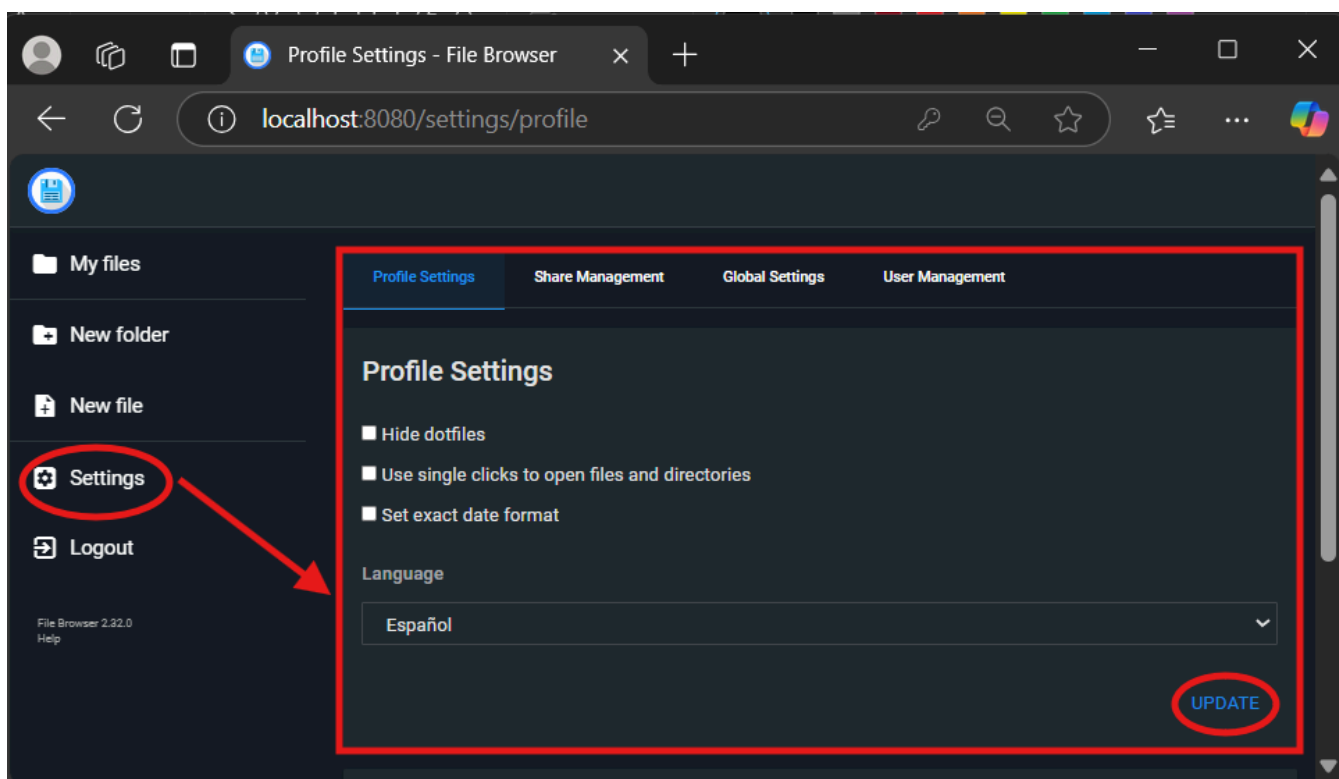 Profile Settings - File Browser
localhost:8080/settings/profile
My files
New folder
New file
Settings
Logout
File Browser 2.32.0
Help
Profile Settings Share Management Global Settings User Management
Profile Settings
Hide dotfiles
Use single clicks to open files and directories
Set exact date format
Language
Español
UPDATE